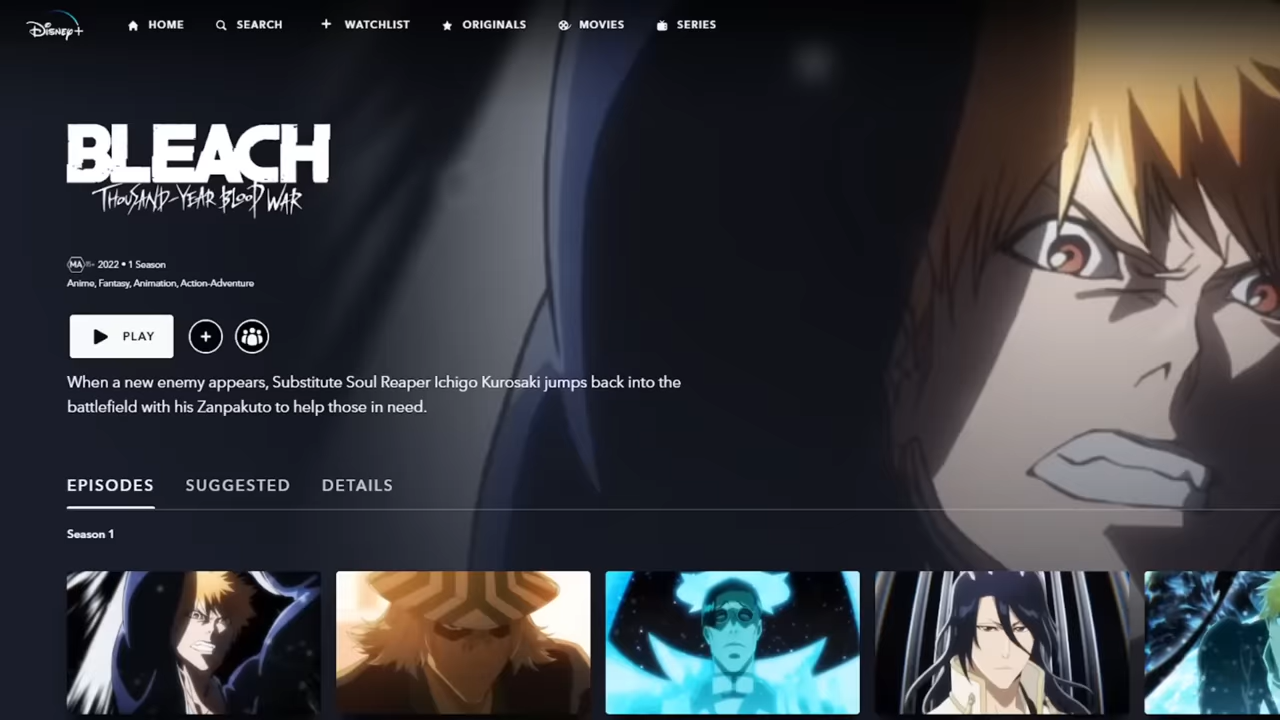 Disney+
HOME
SEARCH
WATCHLIST
ORIGINALS
MOVIES
SERIES
BLEACH
THOUSAND-YEAR BLOOD WAR
MA 15+ 2022 • 1 Season
Anime, Fantasy, Animation, Action-Adventure
PLAY
When a new enemy appears, Substitute Soul Reaper Ichigo Kurosaki jumps back into the
battlefield with his Zanpakuto to help those in need.
EPISODES
SUGGESTED
DETAILS
Season 1